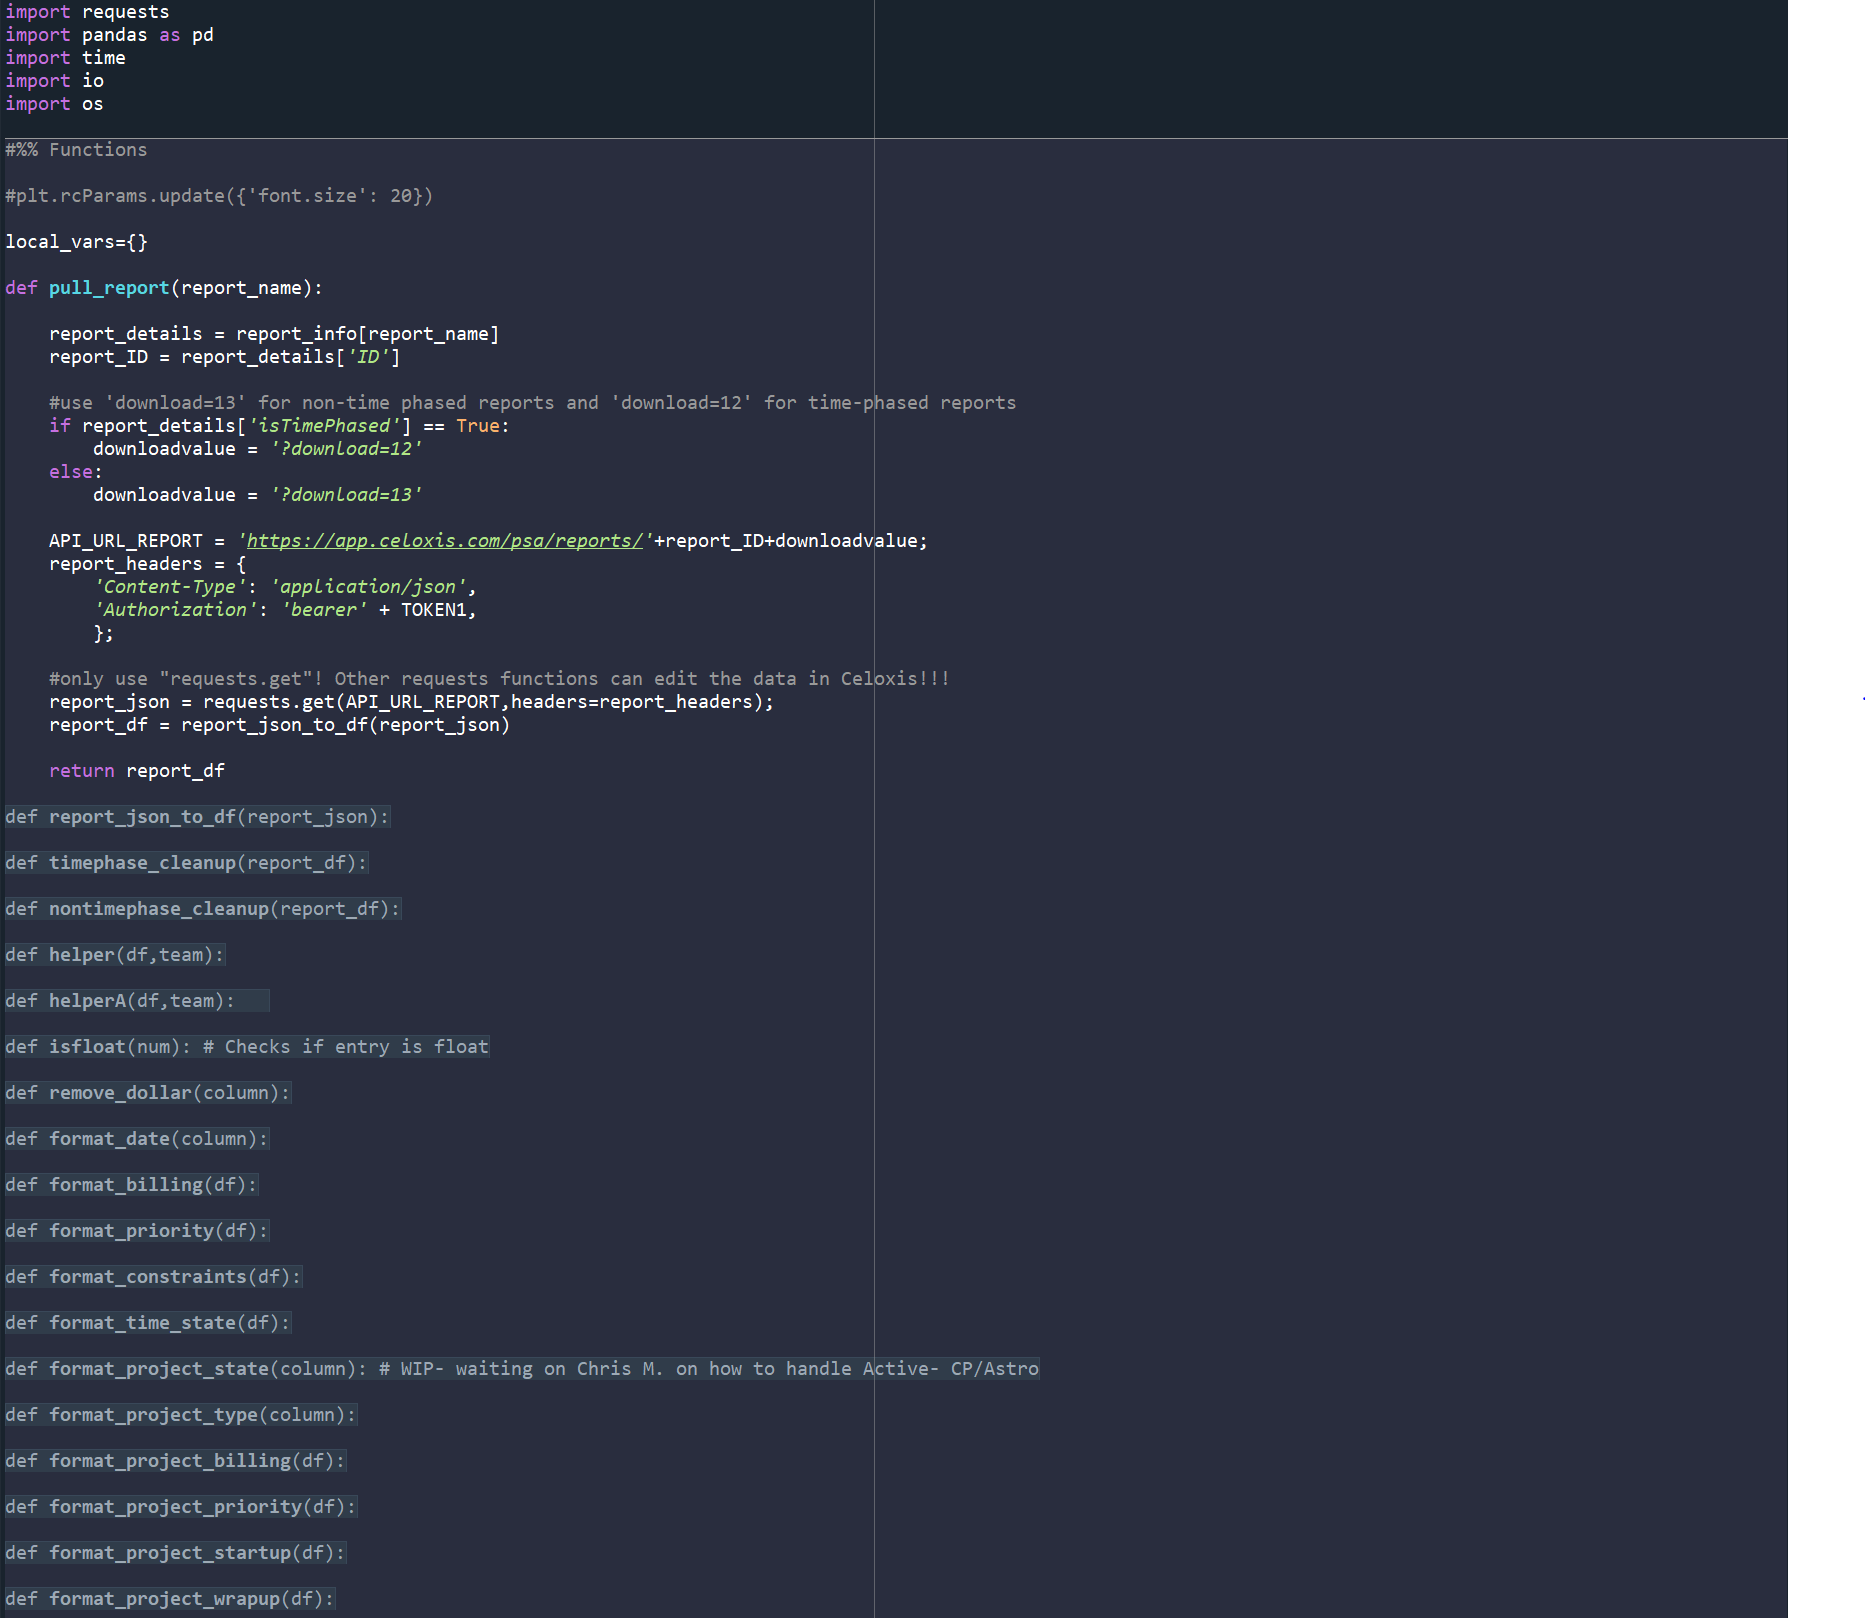 import requests
import pandas as pd
import time
import io
import os
#%% Functions
#plt.rcParams.update({'font.size': 20})
local_vars={}
def pull_report(report_name):
    report_details = report_info[report_name]
    report_ID = report_details['ID']
    #use 'download=13' for non-time phased reports and 'download=12' for time-phased reports
    if report_details['isTimePhased'] == True:
        downloadvalue = '?download=12'
    else:
        downloadvalue = '?download=13'
    API_URL_REPORT = 'https://app.celoxis.com/psa/reports/'+report_ID+downloadvalue;
    report_headers = {
        'Content-Type': 'application/json',
        'Authorization': 'bearer' + TOKEN1,
        };
    #only use "requests.get"! Other requests functions can edit the data in Celoxis!!!
    report_json = requests.get(API_URL_REPORT,headers=report_headers);
    report_df = report_json_to_df(report_json)
    return report_df
def report_json_to_df(report_json):
def timephase_cleanup(report_df):
def nontimephase_cleanup(report_df):
def helper(df,team):
def helperA(df,team):
def isfloat(num): # Checks if entry is float
def remove_dollar(column):
def format_date(column):
def format_billing(df):
def format_priority(df):
def format_constraints(df):
def format_time_state(df):
def format_project_state(column): # WIP- waiting on Chris M. on how to handle Active- CP/Astro
def format_project_type(column):
def format_project_billing(df):
def format_project_priority(df):
def format_project_startup(df):
def format_project_wrapup(df):